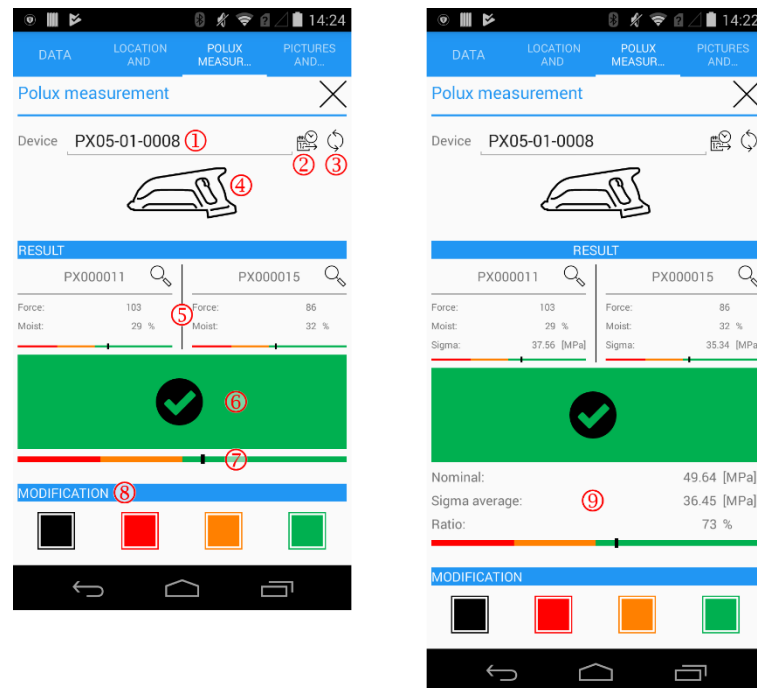 14:24
DATA
LOCATION AND
POLUX MEASUR...
PICTURES AND...
Polux measurement
Device PX05-01-0008 ①
② ③
④
RESULT
PX000011 PX000015
Force: 103 Force: 86
⑤
Moist: 29 % Moist: 32 %
⑥
⑦
MODIFICATION ⑧
14:22
DATA
LOCATION AND
POLUX MEASUR...
PICTURES AND...
Polux measurement
Device PX05-01-0008
RESULT
PX000011 PX000015
Force: 103 Force: 86
Moist: 29 % Moist: 32 %
Sigma: 37.56 [MPa] Sigma: 35.34 [MPa
Nominal: 49.64 [MPa]
Sigma average: ⑨ 36.45 [MPa]
Ratio: 73 %
MODIFICATION